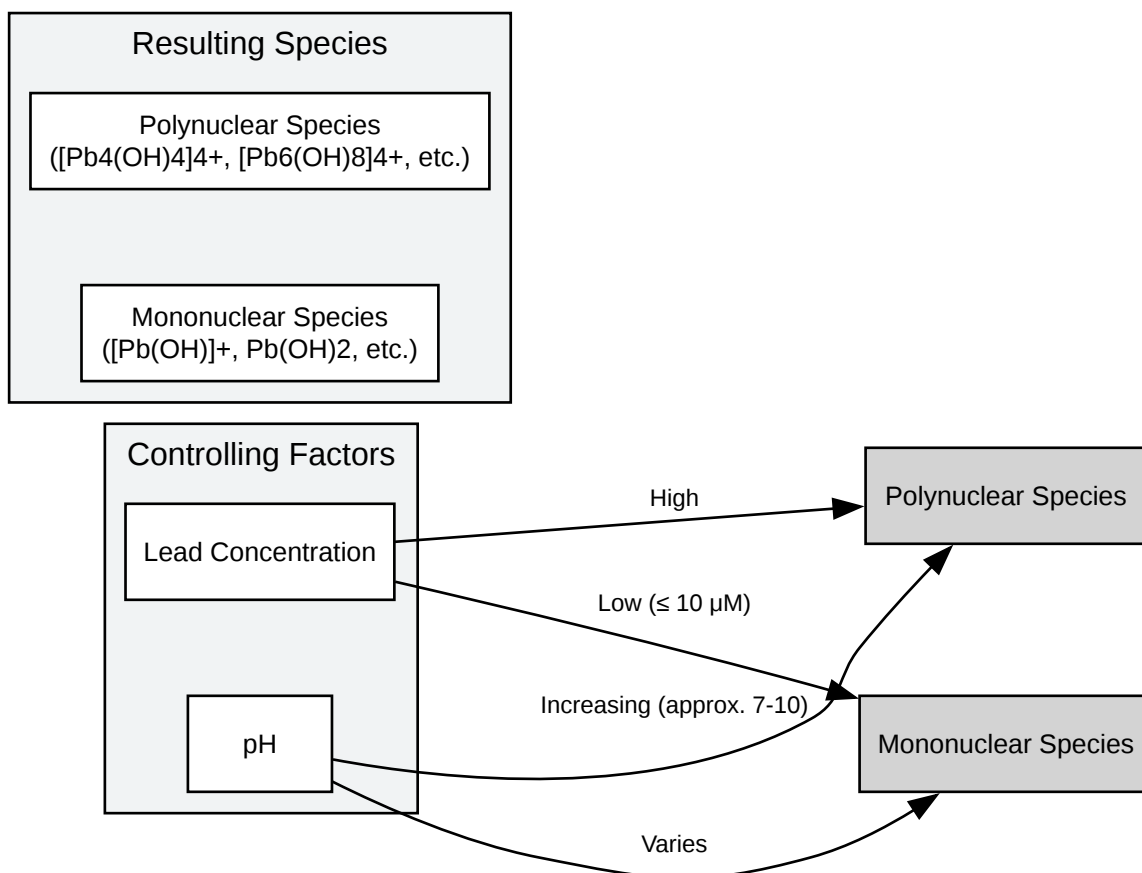 Resulting Species
Polynuclear Species
([Pb4(OH)4]4+, [Pb6(OH)8]4+, etc.)
Mononuclear Species
([Pb(OH)]+, Pb(OH)2, etc.)
Controlling Factors
Lead Concentration
pH
High
Low (≤ 10 μM)
Increasing (approx. 7-10)
Varies
Polynuclear Species
Mononuclear Species